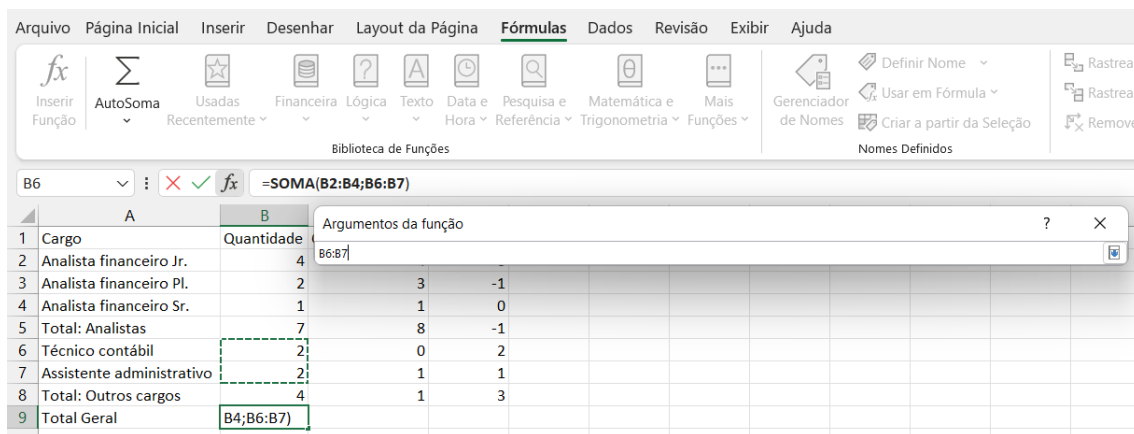 Arquivo Página Inicial Inserir Desenhar Layout da Página Fórmulas Dados Revisão Exibir Ajuda
fx Inserir Função
Σ AutoSoma
Usadas Recentemente
Financeira
Lógica
Texto
Data e Hora
Pesquisa e Referência
Matemática e Trigonometria
Mais Funções
Biblioteca de Funções
Gerenciador de Nomes
Definir Nome
Usar em Fórmula
Criar a partir da Seleção
Nomes Definidos
Rastrea
Rastrea
Remove
B6 fx =SOMA(B2:B4;B6:B7)
A B
Argumentos da função ? X
B6:B7
1 Cargo Quantidade
2 Analista financeiro Jr. 4
3 Analista financeiro Pl. 2 3 -1
4 Analista financeiro Sr. 1 1 0
5 Total: Analistas 7 8 -1
6 Técnico contábil 2 0 2
7 Assistente administrativo 2 1 1
8 Total: Outros cargos 4 1 3
9 Total Geral B4;B6:B7)